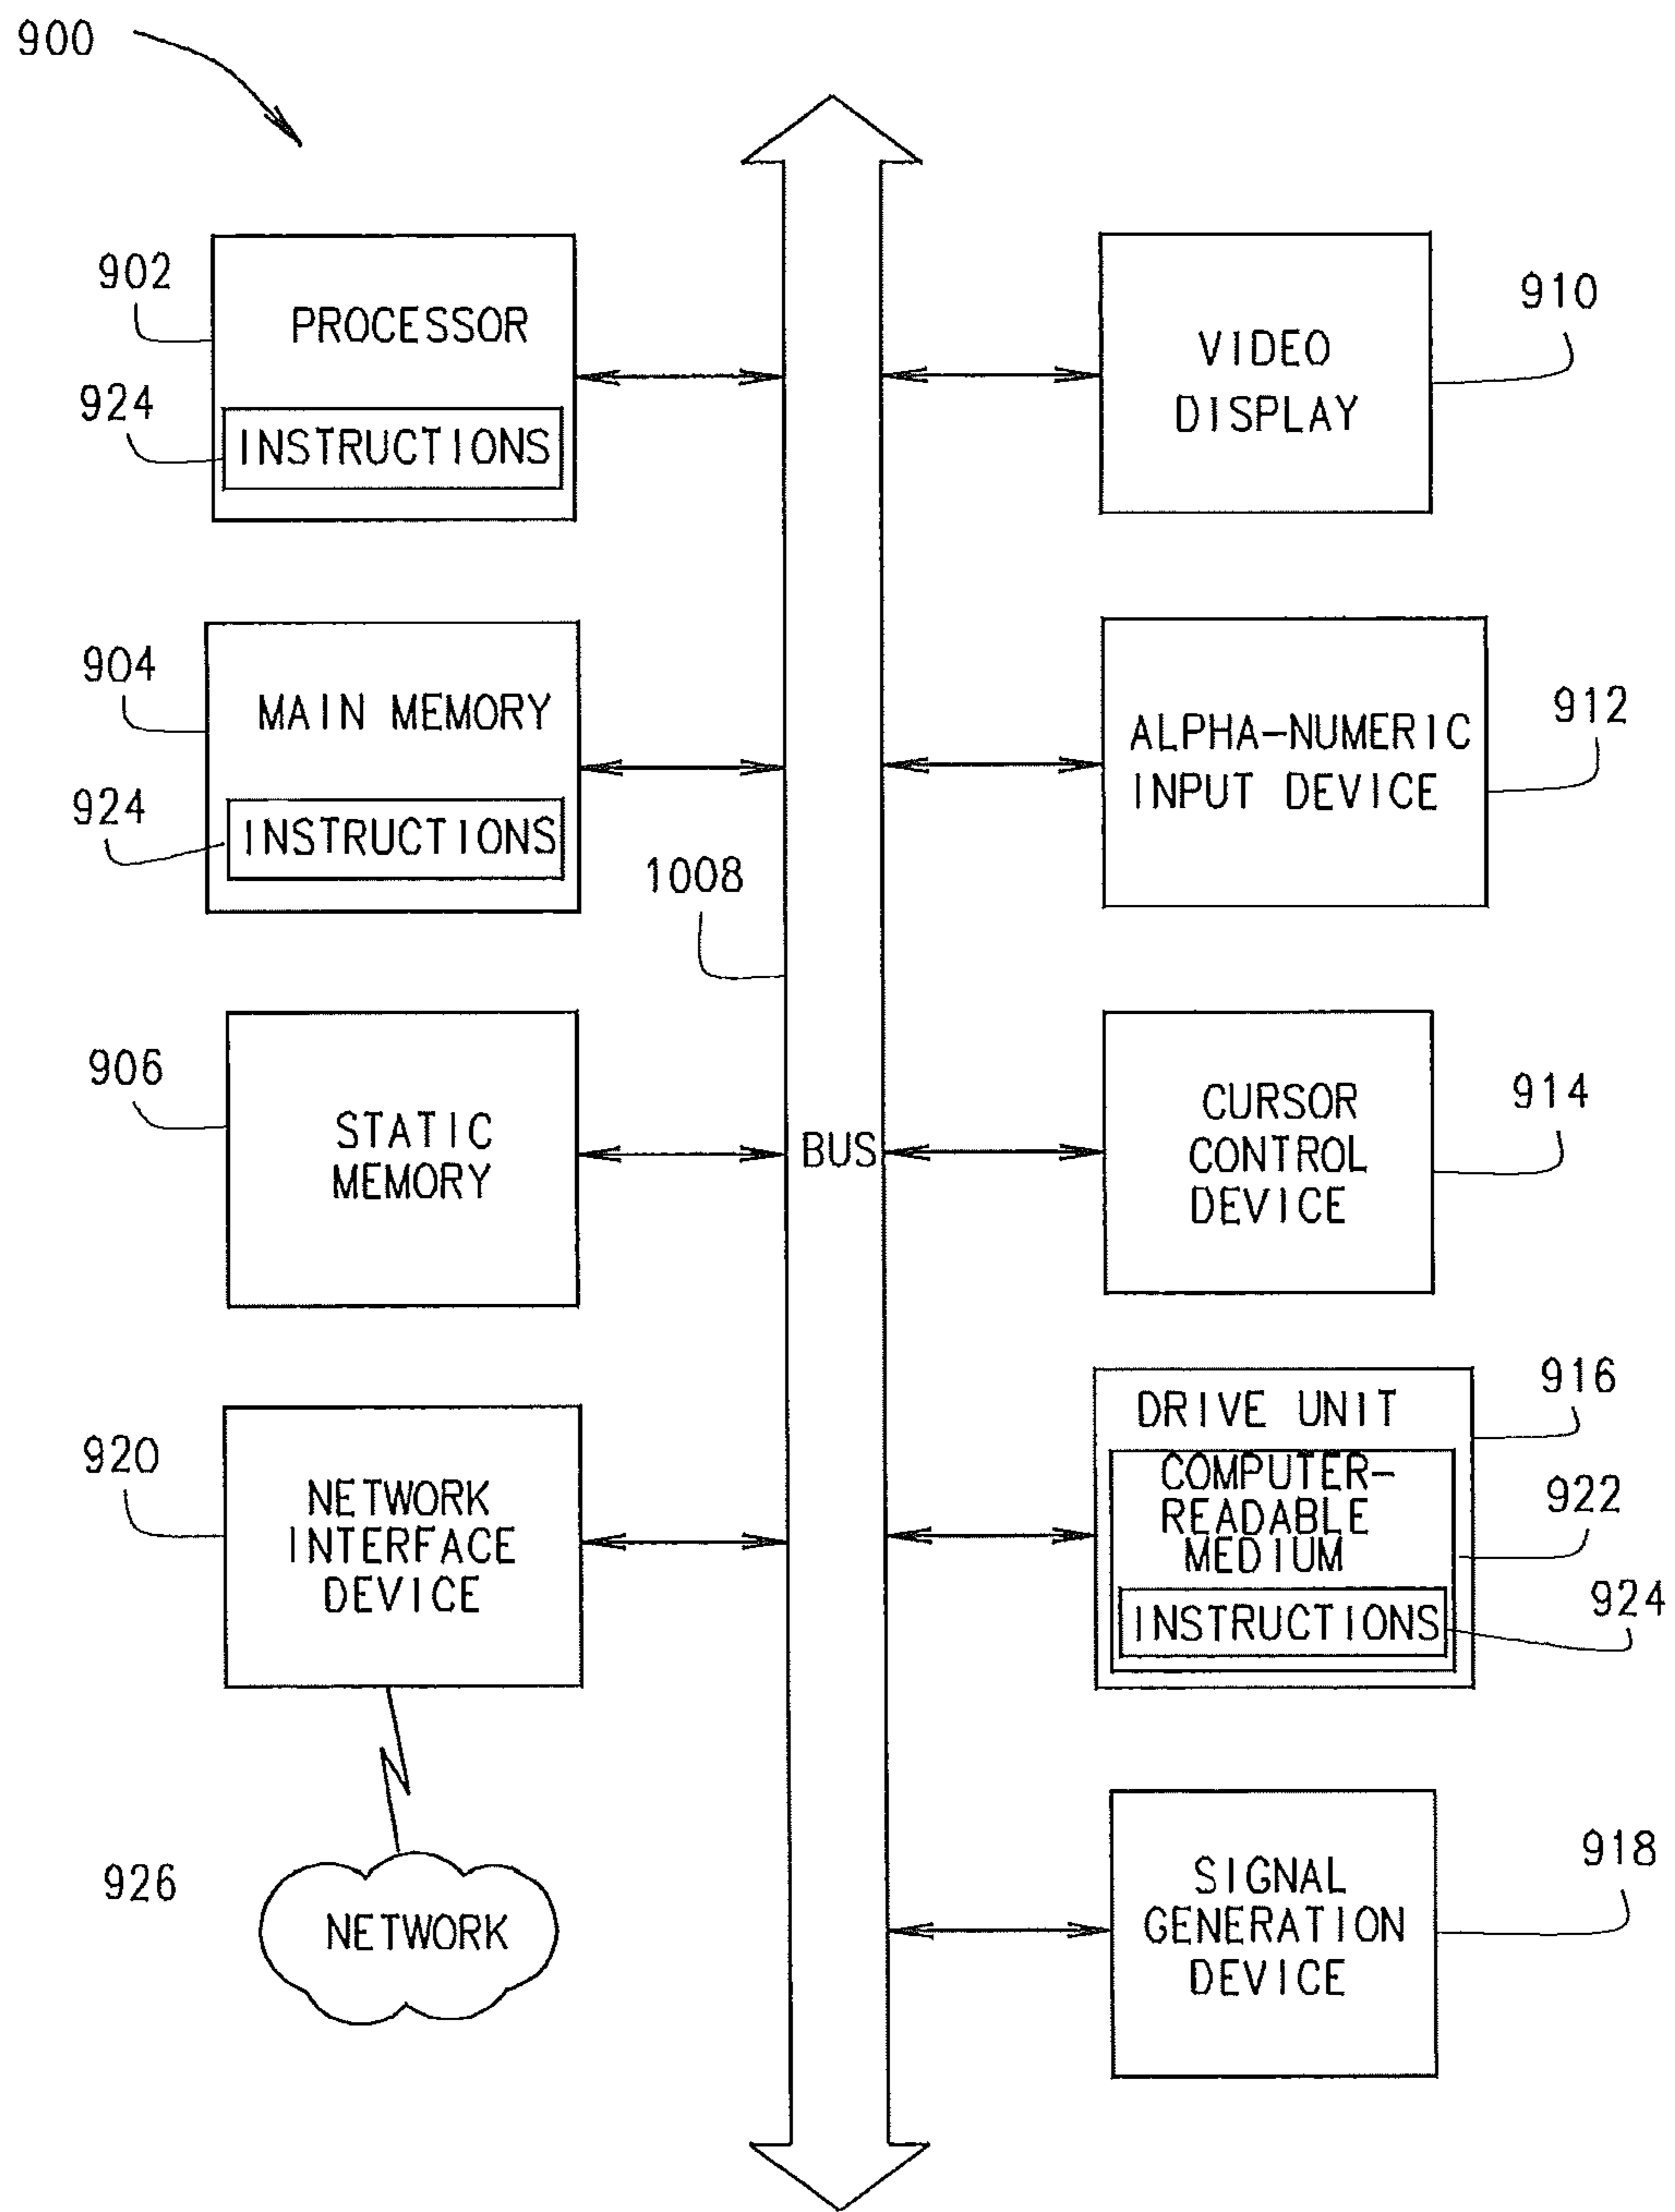 900
902
PROCESSOR
924
INSTRUCTIONS
904
MAIN MEMORY
924
INSTRUCTIONS
906
STATIC
MEMORY
920
NETWORK
INTERFACE
DEVICE
926
NETWORK
1008
BUS
910
VIDEO
DISPLAY
912
ALPHA-NUMERIC
INPUT DEVICE
914
CURSOR
CONTROL
DEVICE
916
DRIVE UNIT
922
COMPUTER-
READABLE
MEDIUM
924
INSTRUCTIONS
918
SIGNAL
GENERATION
DEVICE